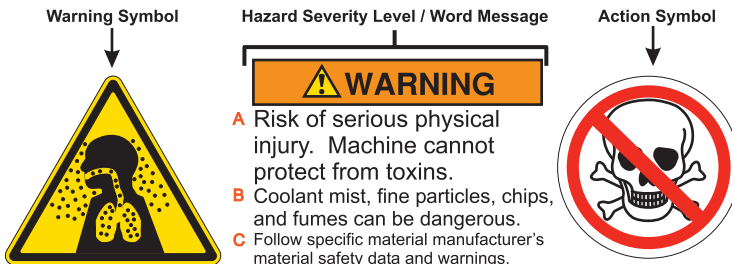 Warning Symbol
Hazard Severity Level / Word Message
Action Symbol
WARNING
A Risk of serious physical
injury. Machine cannot
protect from toxins.
B Coolant mist, fine particles, chips,
and fumes can be dangerous.
C Follow specific material manufacturer’s
material safety data and warnings.